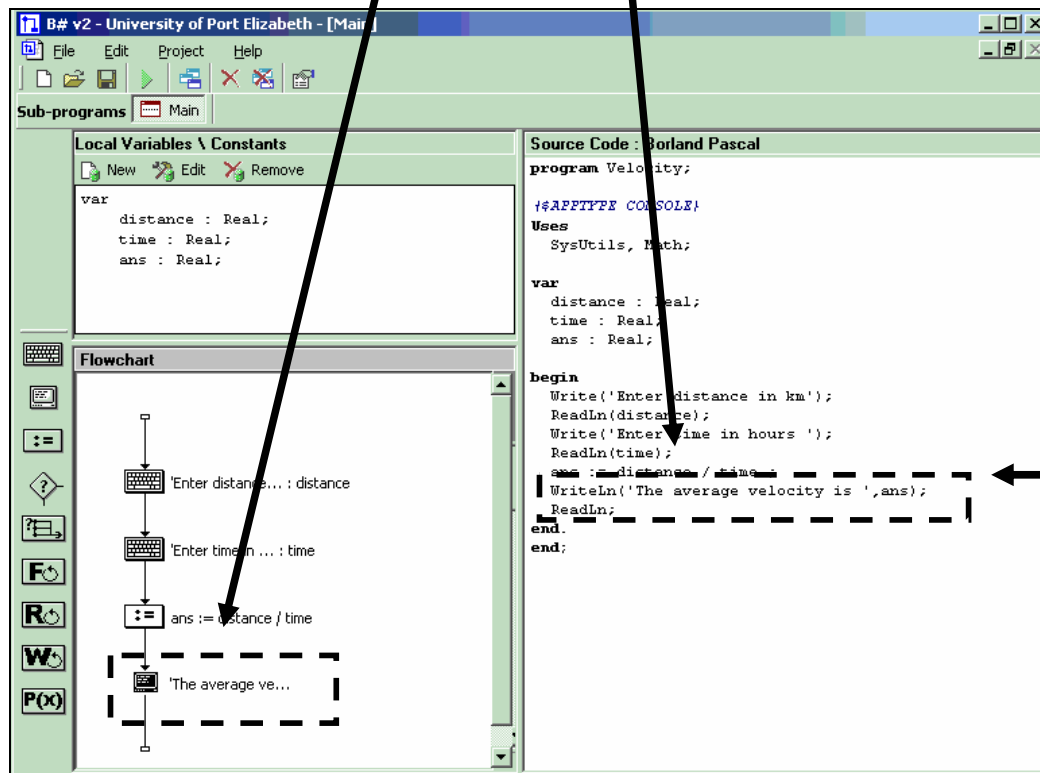 B# v2 - University of Port Elizabeth - [Main]
File Edit Project Help
Sub-programs Main
Local Variables \ Constants
New Edit Remove
var
distance : Real;
time : Real;
ans : Real;
Flowchart
'Enter distance... : distance
'Enter time in ... : time
:= ans := distance / time
'The average ve...
:=
?
?
F
R
W
P(x)
Source Code : Borland Pascal
program Velocity;
{$APPTYPE CONSOLE}
Uses
SysUtils, Math;
var
distance : Real;
time : Real;
ans : Real;
begin
Write('Enter distance in km');
ReadLn(distance);
Write('Enter time in hours ');
ReadLn(time);
ans := distance / time ;
WriteLn('The average velocity is ',ans);
ReadLn;
end.
end;